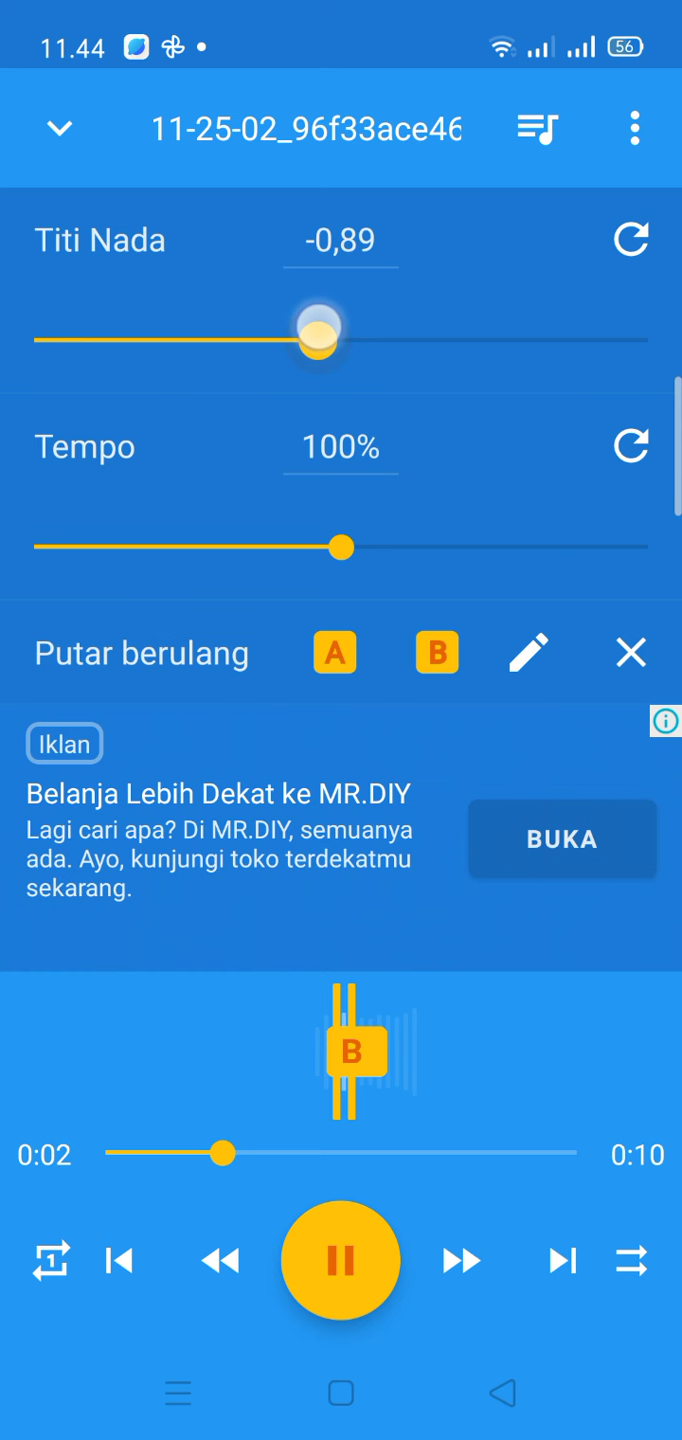 11.44
56
11-25-02_96f33ace46
Titi Nada
-0,89
Tempo
100%
Putar berulang
A
B
Iklan
Belanja Lebih Dekat ke MR.DIY
Lagi cari apa? Di MR.DIY, semuanya
ada. Ayo, kunjungi toko terdekatmu
sekarang.
BUKA
B
0:02
0:10
1